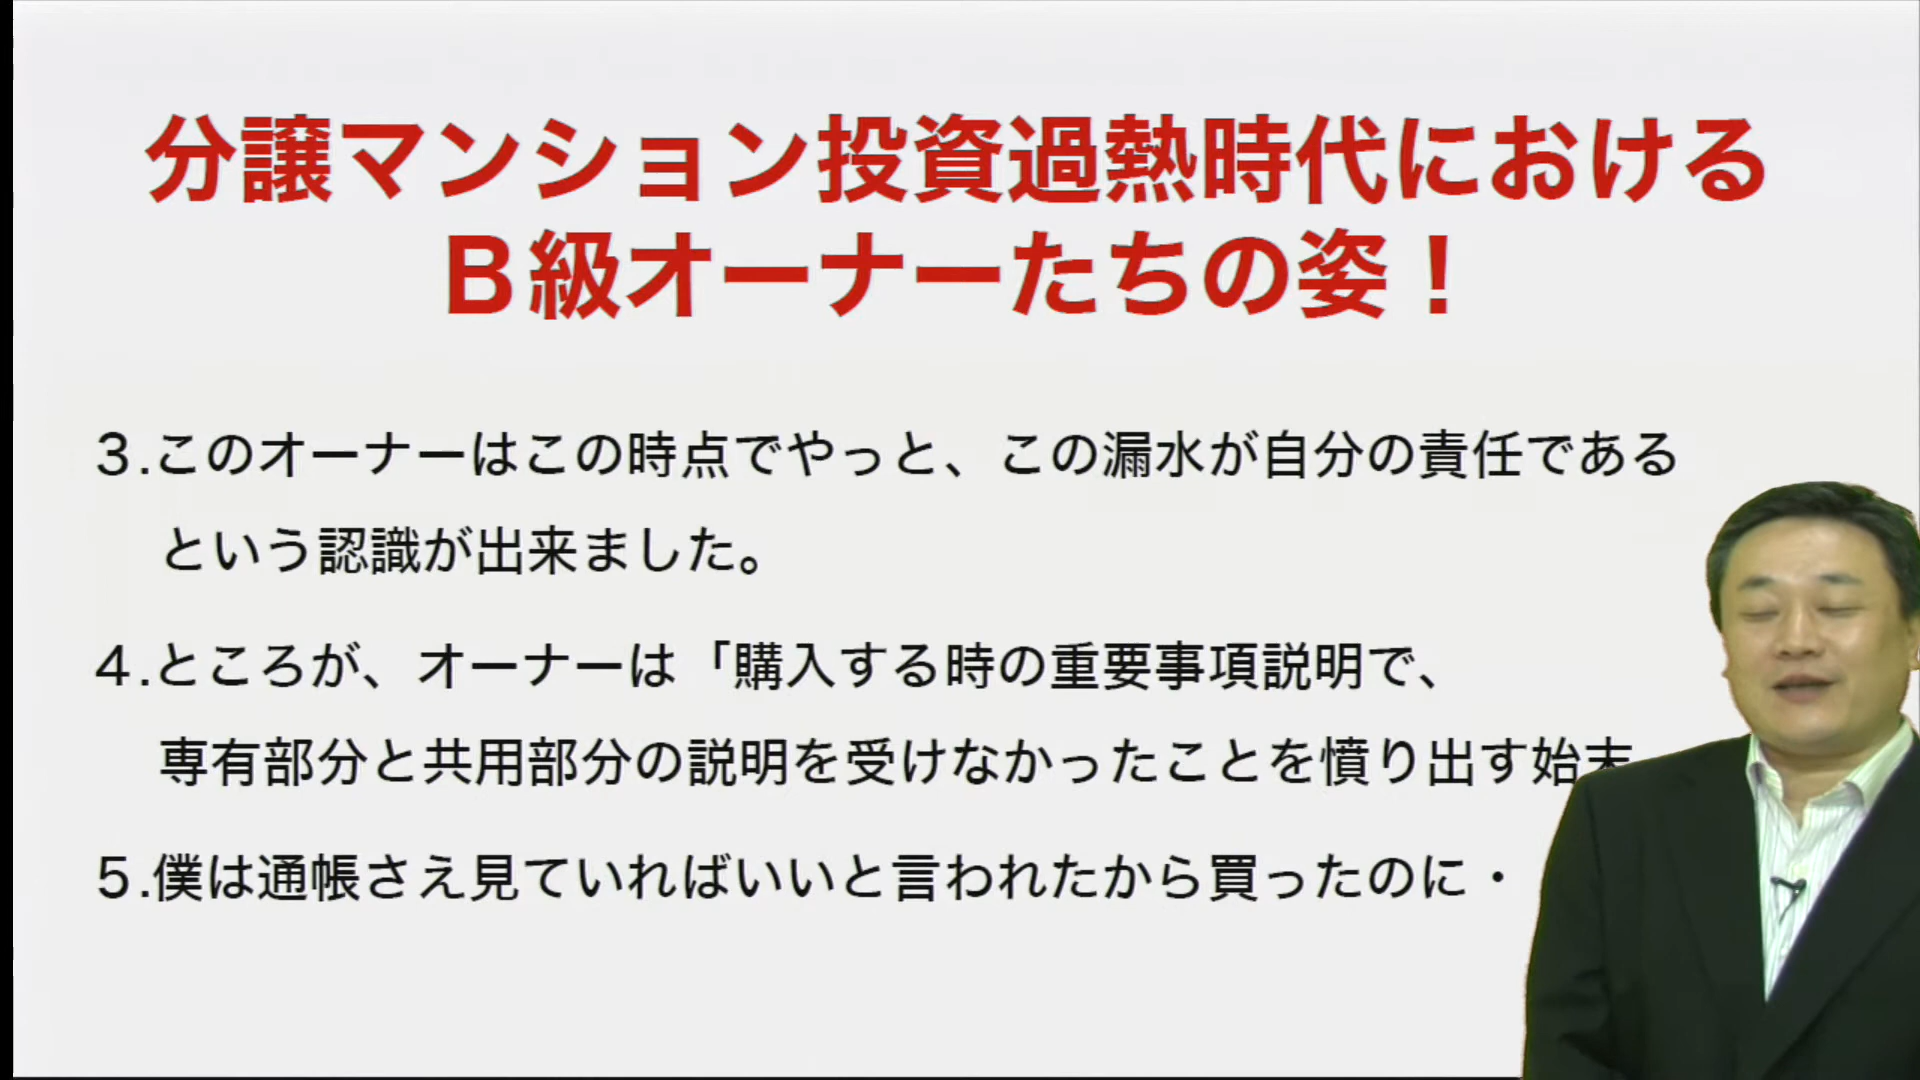 分譲マンション投資過熱時代における
B級オーナーたちの姿！
３.このオーナーはこの時点でやっと、この漏水が自分の責任である
という認識が出来ました。
４.ところが、オーナーは「購入する時の重要事項説明で、
専有部分と共用部分の説明を受けなかったことを憤り出す始末
５.僕は通帳さえ見ていればいいと言われたから買ったのに・